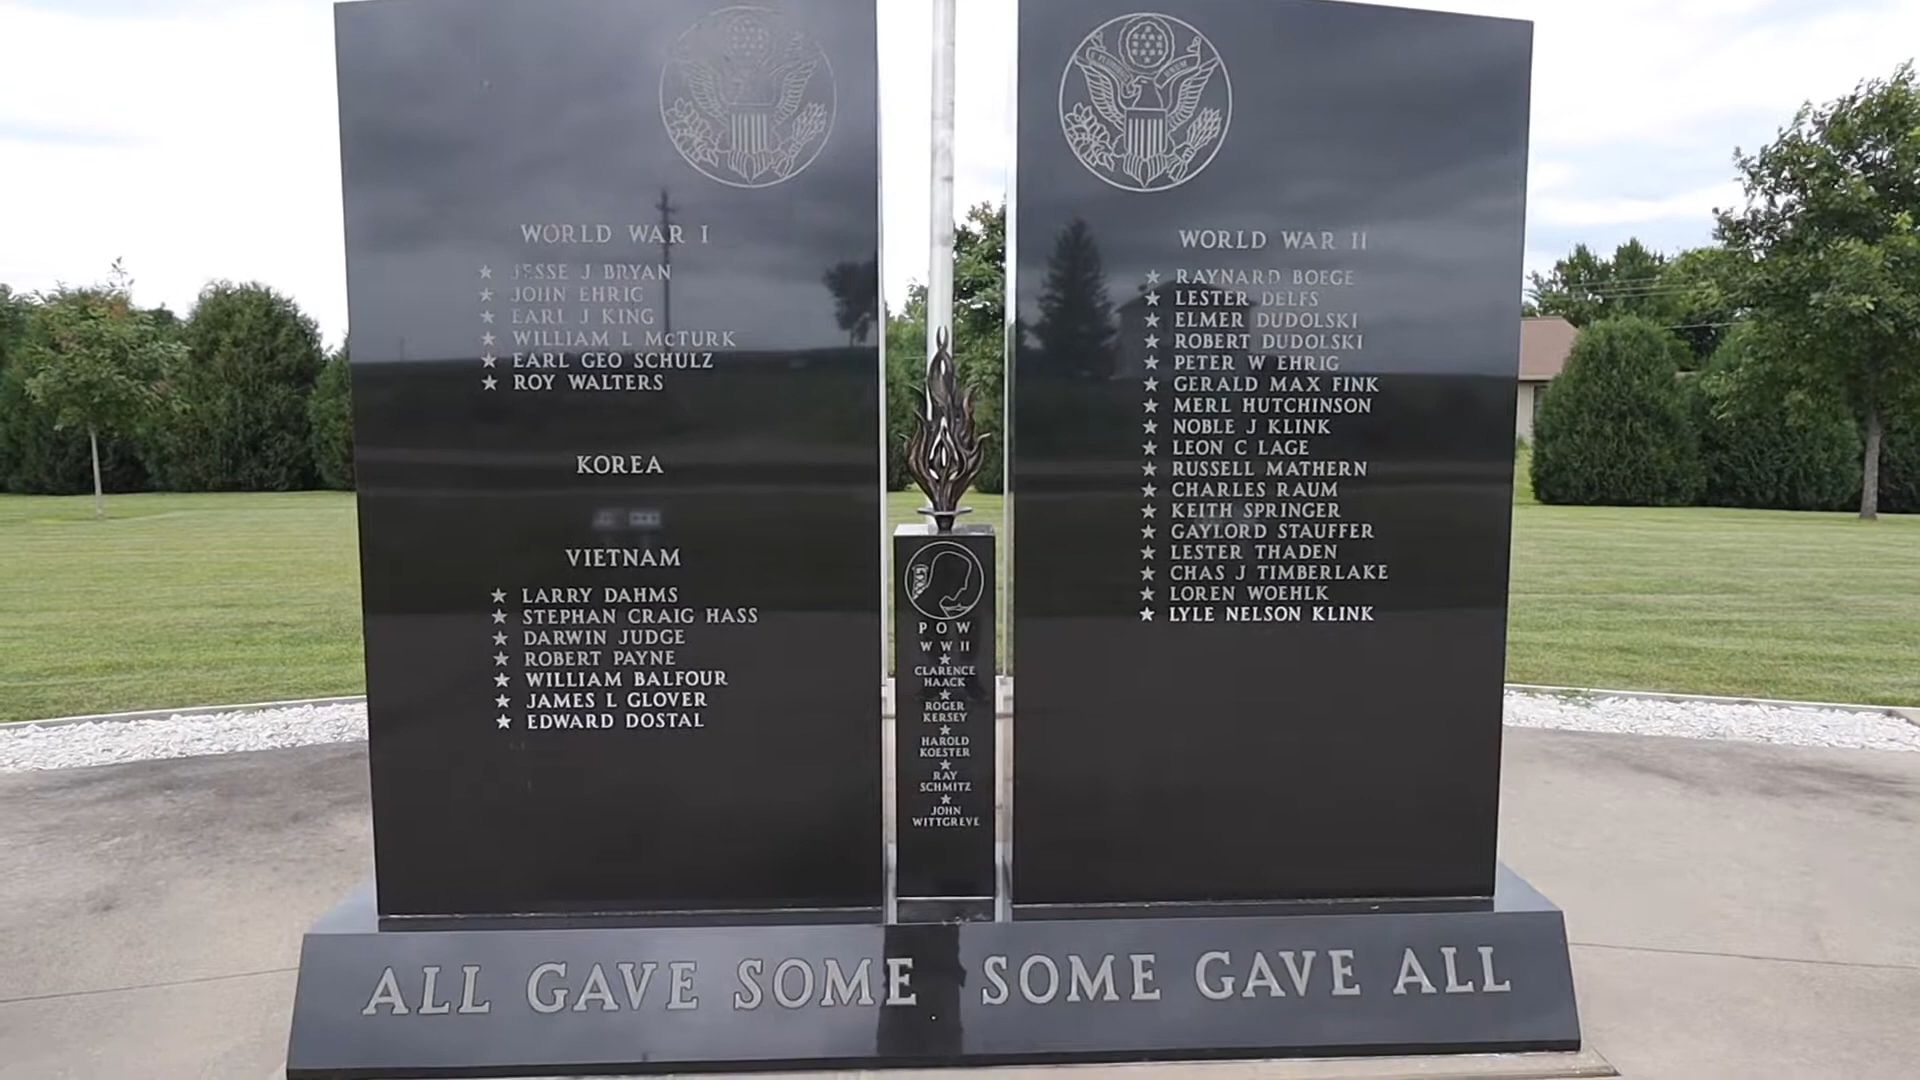 WORLD WAR I
★ JESSE J BRYAN
★ JOHN EHRIG
★ EARL J KING
★ WILLIAM L McTURK
★ EARL GEO SCHULZ
★ ROY WALTERS
KOREA
VIETNAM
★ LARRY DAHMS
★ STEPHAN CRAIG HASS
★ DARWIN JUDGE
★ ROBERT PAYNE
★ WILLIAM BALFOUR
★ JAMES L GLOVER
★ EDWARD DOSTAL
POW
WWII
★
CLARENCE
HAACK
★
ROGER
KERSEY
★
HAROLD
KOESTER
★
RAY
SCHMITZ
★
JOHN
WITTGREVE
E PLURIBUS UNUM
WORLD WAR II
★ RAYNARD BOEGE
★ LESTER DELFS
★ ELMER DUDOLSKI
★ ROBERT DUDOLSKI
★ PETER W EHRIG
★ GERALD MAX FINK
★ MERL HUTCHINSON
★ NOBLE J KLINK
★ LEON C LAGE
★ RUSSELL MATHERN
★ CHARLES RAUM
★ KEITH SPRINGER
★ GAYLORD STAUFFER
★ LESTER THADEN
★ CHAS J TIMBERLAKE
★ LOREN WOEHLK
★ LYLE NELSON KLINK
ALL GAVE SOME SOME GAVE ALL